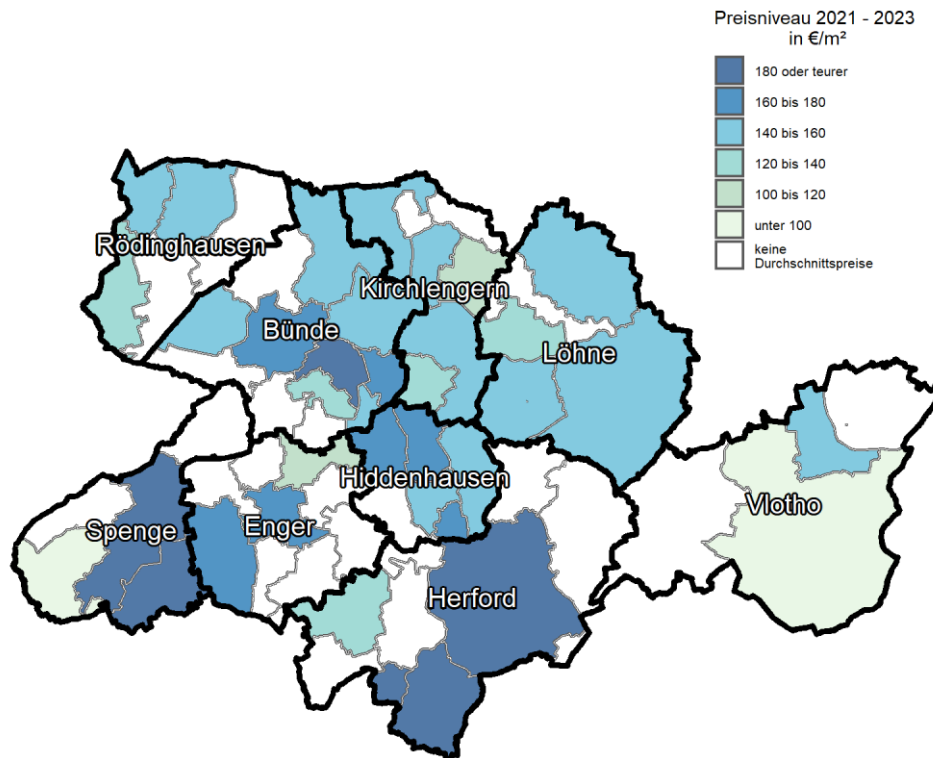 Preisniveau 2021 - 2023
in €/m²
180 oder teurer
160 bis 180
140 bis 160
120 bis 140
100 bis 120
unter 100
keine
Durchschnittspreise
Rödinghausen
Kirchlengern
Bünde
Löhne
Hiddenhausen
Vlotho
Spenge
Enger
Herford